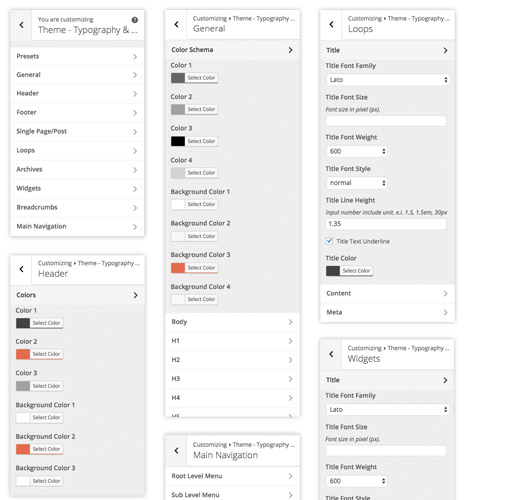 You are customizing
Theme - Typography & ...
Presets
General
Header
Footer
Single Page/Post
Loops
Archives
Widgets
Breadcrumbs
Main Navigation
Customizing ▸ Theme - Typography ...
Header
Colors
Color 1
Select Color
Color 2
Select Color
Color 3
Select Color
Background Color 1
Select Color
Background Color 2
Select Color
Background Color 3
Select Color
Customizing ▸ Theme - Typography ...
General
Color Schema
Color 1
Select Color
Color 2
Select Color
Color 3
Select Color
Color 4
Select Color
Background Color 1
Select Color
Background Color 2
Select Color
Background Color 3
Select Color
Background Color 4
Select Color
Body
H1
H2
H3
H4
H5
Customizing ▸ Theme - Typography ...
Main Navigation
Root Level Menu
Sub Level Menu
Customizing ▸ Theme - Typography ...
Loops
Title
Title Font Family
Lato
Title Font Size
Font size in pixel (px).
Title Font Weight
600
Title Font Style
normal
Title Line Height
Input number include unit. e.i. 1.5, 1.5em, 30px
1.35
Title Text Underline
Title Color
Select Color
Content
Meta
Customizing ▸ Theme - Typography ...
Widgets
Title
Title Font Family
Lato
Title Font Size
Font size in pixel (px).
Title Font Weight
600
Title Font Style